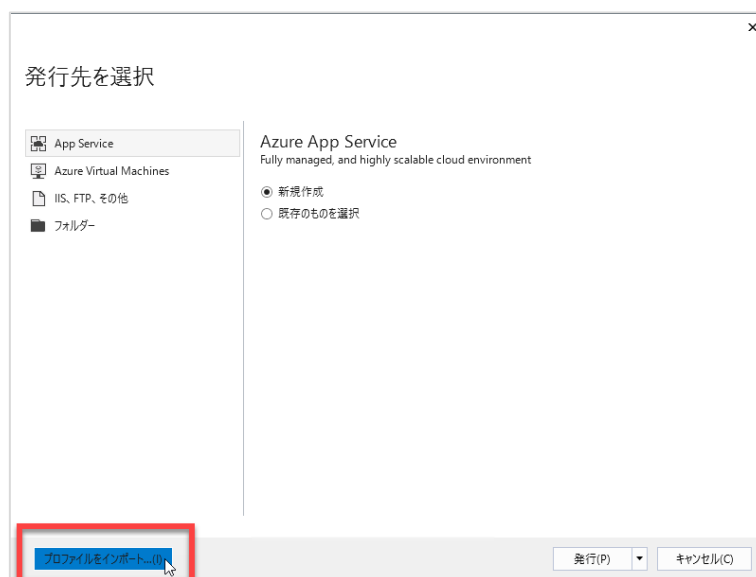 発行先を選択
App Service
Azure Virtual Machines
IIS、FTP、その他
フォルダー
Azure App Service
Fully managed, and highly scalable cloud environment
新規作成
既存のものを選択
プロファイルをインポート...(I)
発行(P)
キャンセル(C)